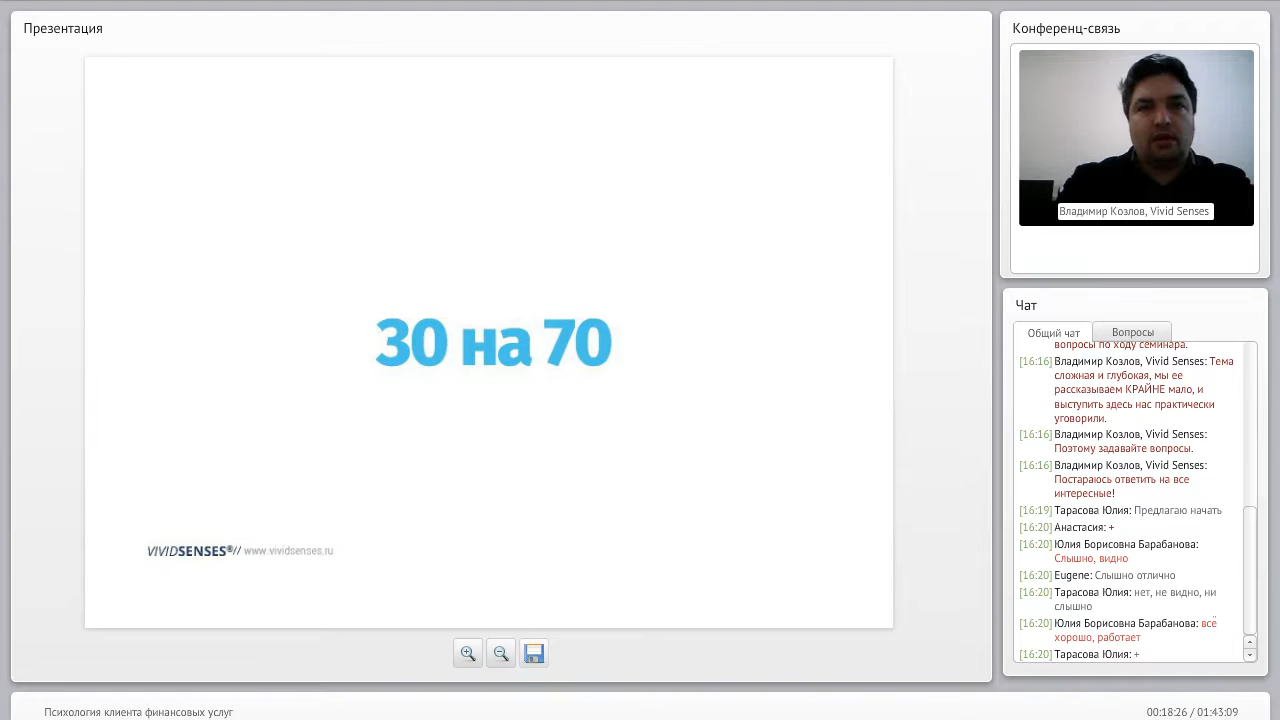 Презентация
30 на 70
VIVIDSENSES®// www.vividsenses.ru
Конференц-связь
Владимир Козлов, Vivid Senses
Чат
Общий чат Вопросы
вопросы по ходу семинара.
[16:16] Владимир Козлов, Vivid Senses: Тема
сложная и глубокая, мы ее
рассказываем КРАЙНЕ мало, и
выступить здесь нас практически
уговорили.
[16:16] Владимир Козлов, Vivid Senses:
Поэтому задавайте вопросы.
[16:16] Владимир Козлов, Vivid Senses:
Постараюсь ответить на все
интересные!
[16:19] Тарасова Юлия: Предлагаю начать
[16:20] Анастасия: +
[16:20] Юлия Борисовна Барабанова:
Слышно, видно
[16:20] Eugene: Слышно отлично
[16:20] Тарасова Юлия: нет, не видно, ни
слышно
[16:20] Юлия Борисовна Барабанова: всё
хорошо, работает
[16:20] Тарасова Юлия: +
Психология клиента финансовых услуг
00:18:26 / 01:43:09